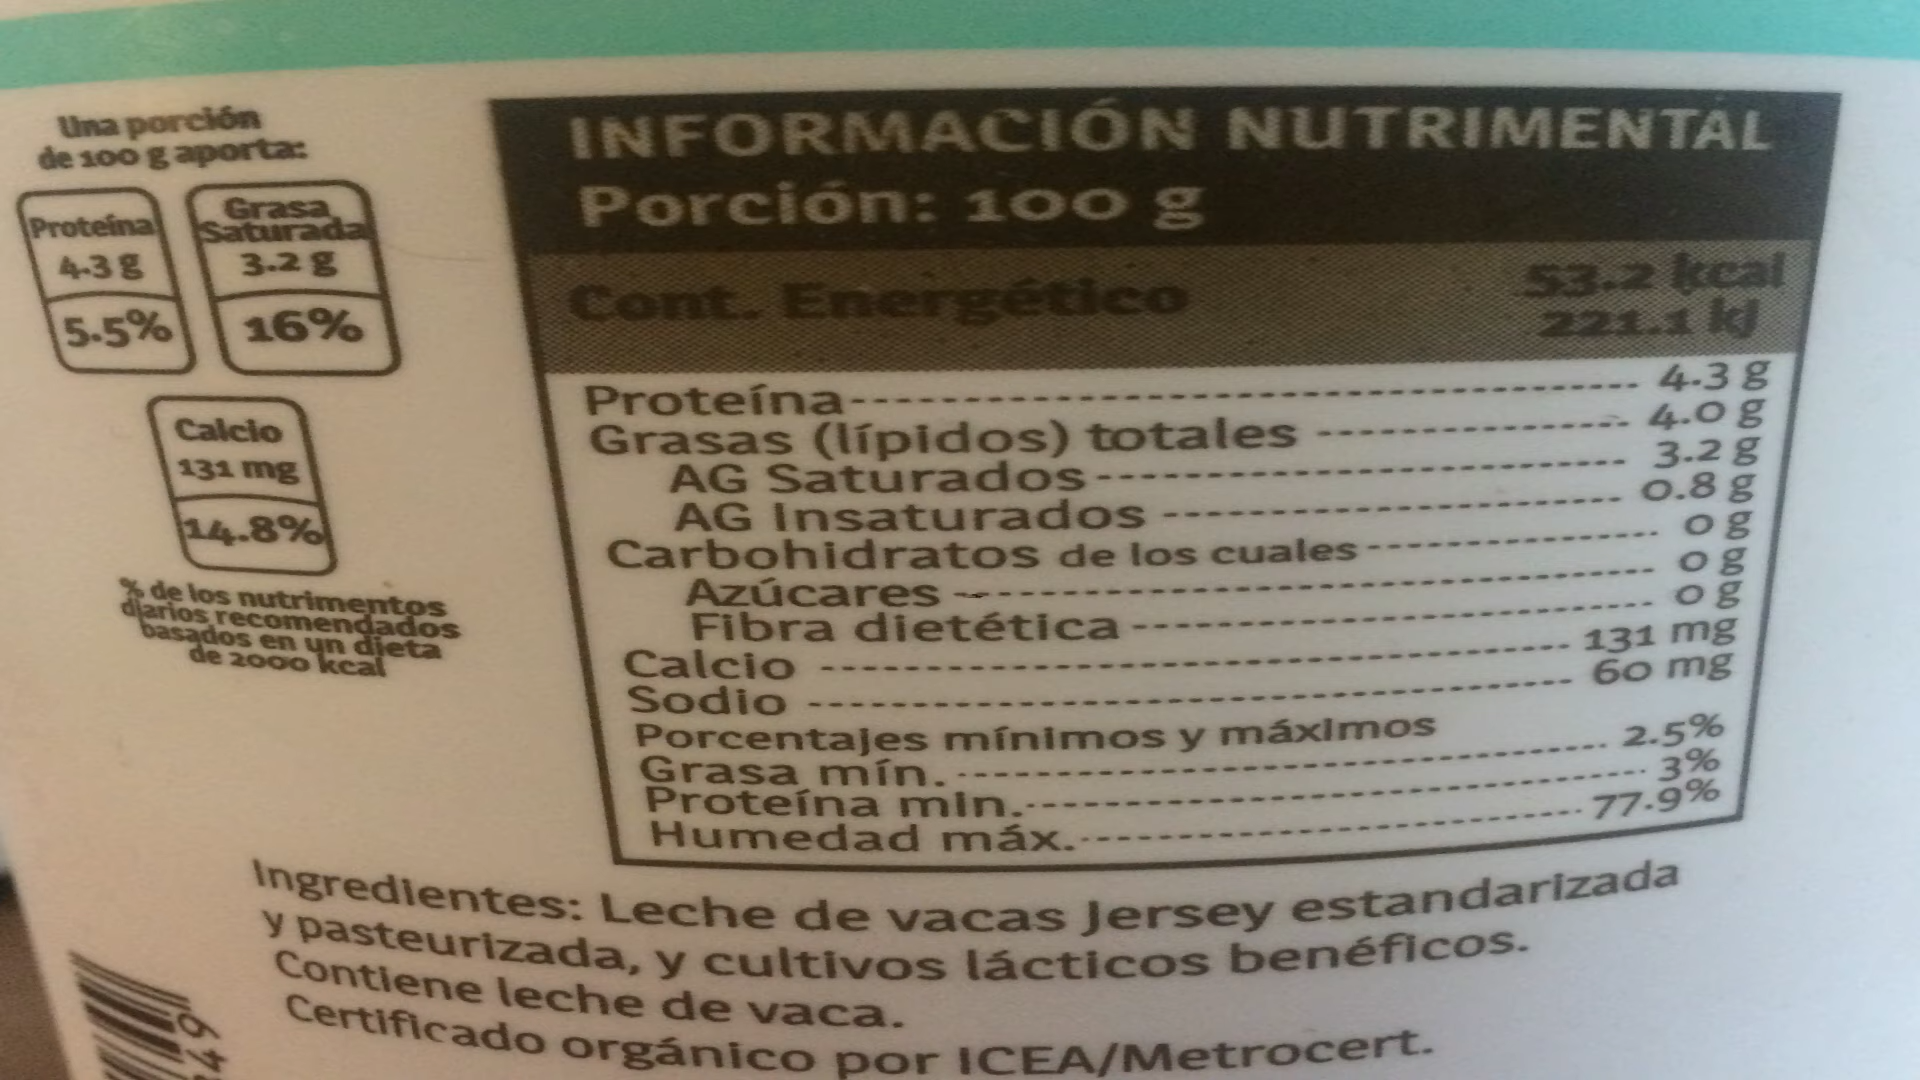 Una porción
de 100 g aporta:
Proteína
4.3 g
5.5%
Grasa
Saturada
3.2 g
16%
Calcio
131 mg
14.8%
% de los nutrimentos
diarios recomendados
basados en un dieta
de 2000 kcal
INFORMACIÓN NUTRIMENTAL
Porción: 100 g
Cont. Energético 53.2 kcal
221.1 kJ
Proteína 4.3 g
Grasas (lípidos) totales 4.0 g
AG Saturados 3.2 g
AG Insaturados 0.8 g
Carbohidratos de los cuales 0 g
Azúcares 0 g
Fibra dietética 0 g
Calcio 131 mg
Sodio 60 mg
Porcentajes mínimos y máximos
Grasa mín. 2.5%
Proteína mín. 3%
Humedad máx. 77.9%
Ingredientes: Leche de vacas Jersey estandarizada
y pasteurizada, y cultivos lácticos benéficos.
Contiene leche de vaca.
Certificado orgánico por ICEA/Metrocert.